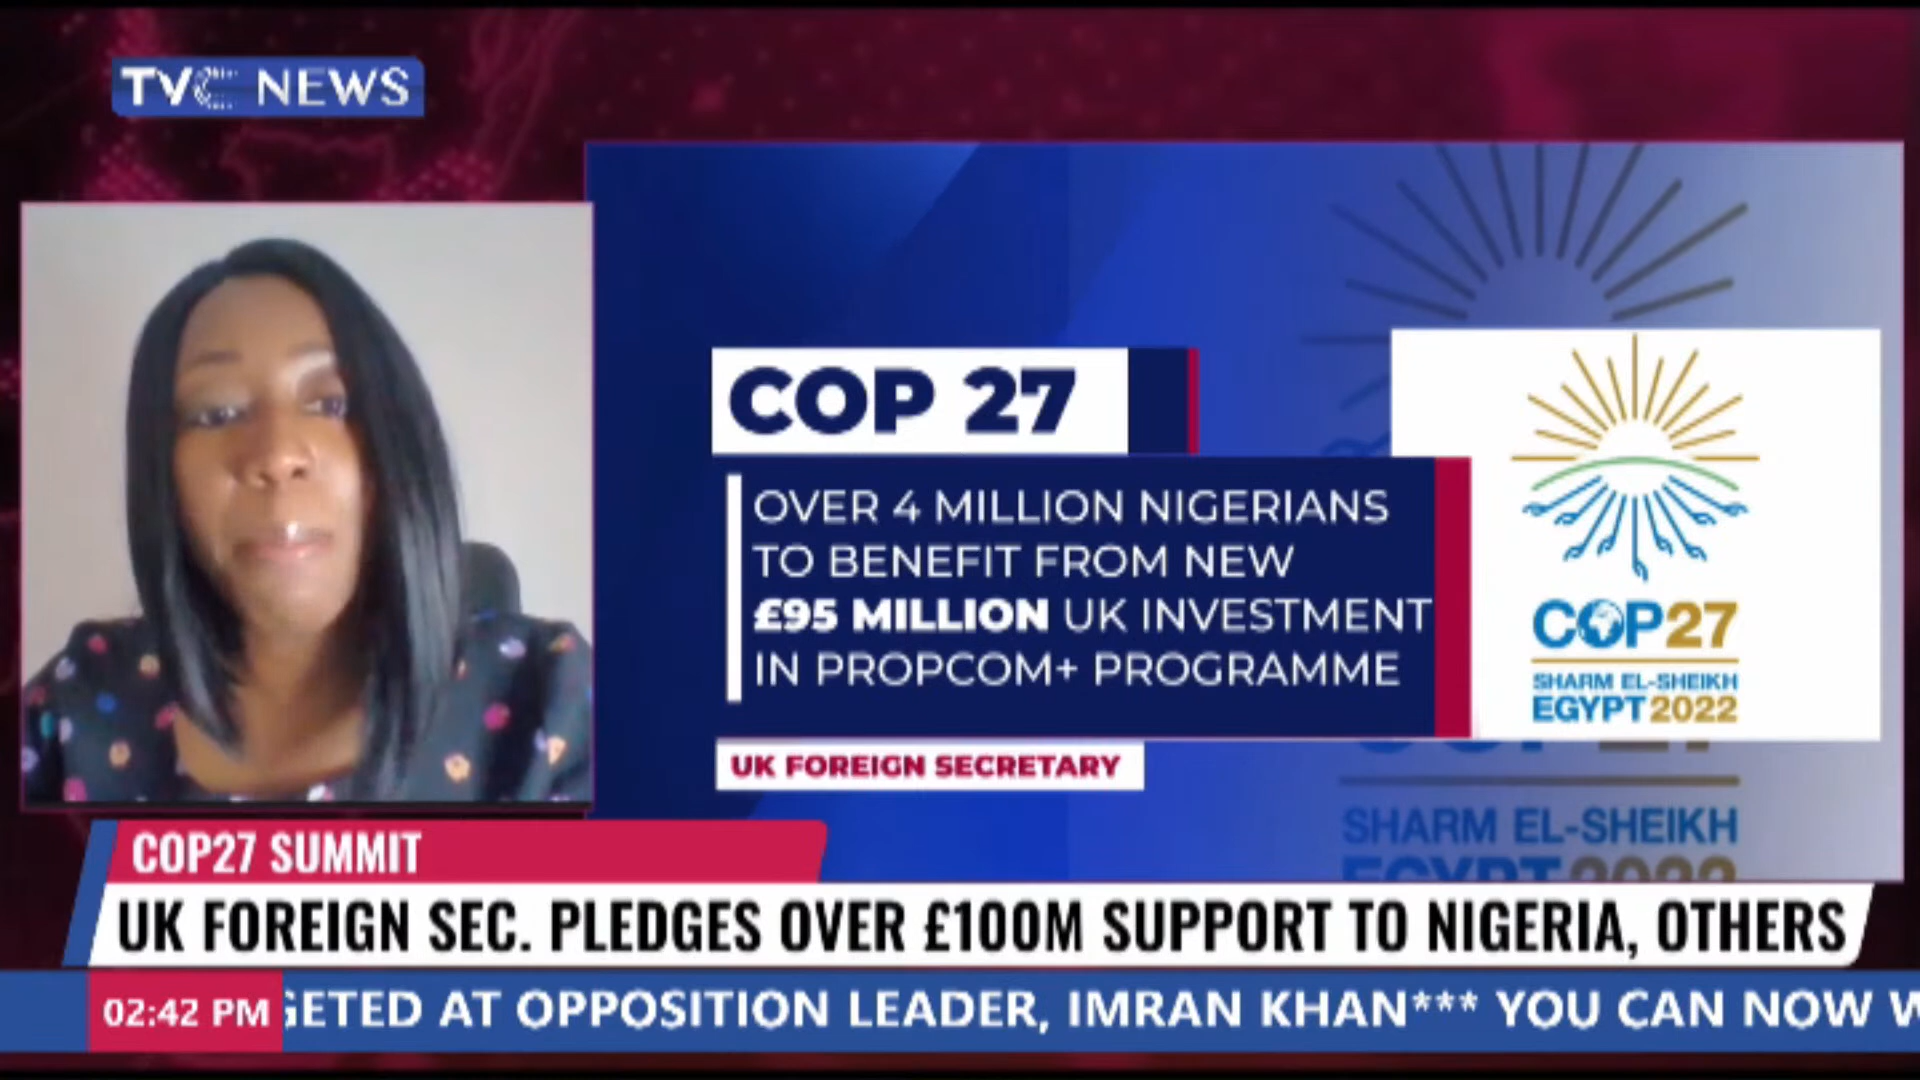 TVC NEWS
COP 27
OVER 4 MILLION NIGERIANS
TO BENEFIT FROM NEW
£95 MILLION UK INVESTMENT
IN PROPCOM+ PROGRAMME
UK FOREIGN SECRETARY
COP27
SHARM EL-SHEIKH
EGYPT 2022
SHARM EL-SHEIKH
EGYPT 2022
COP27 SUMMIT
UK FOREIGN SEC. PLEDGES OVER £100M SUPPORT TO NIGERIA, OTHERS
02:42 PM GETED AT OPPOSITION LEADER, IMRAN KHAN*** YOU CAN NOW W